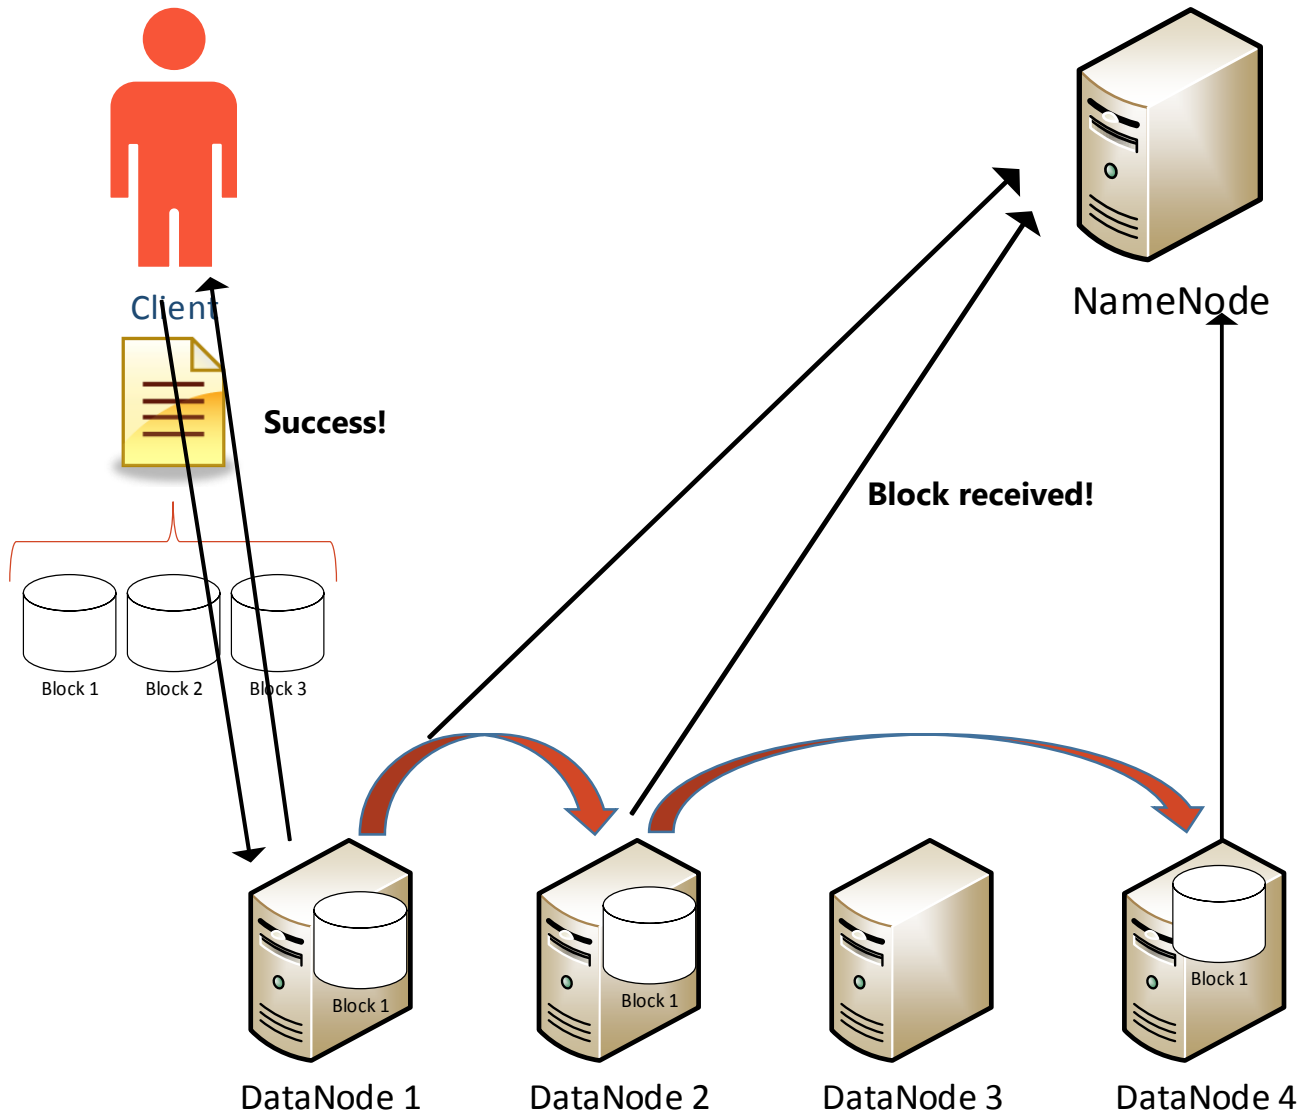 Client
NameNode
Success!
Block received!
Block 1
Block 2
Block 3
Block 1
Block 1
Block 1
DataNode 1
DataNode 2
DataNode 3
DataNode 4